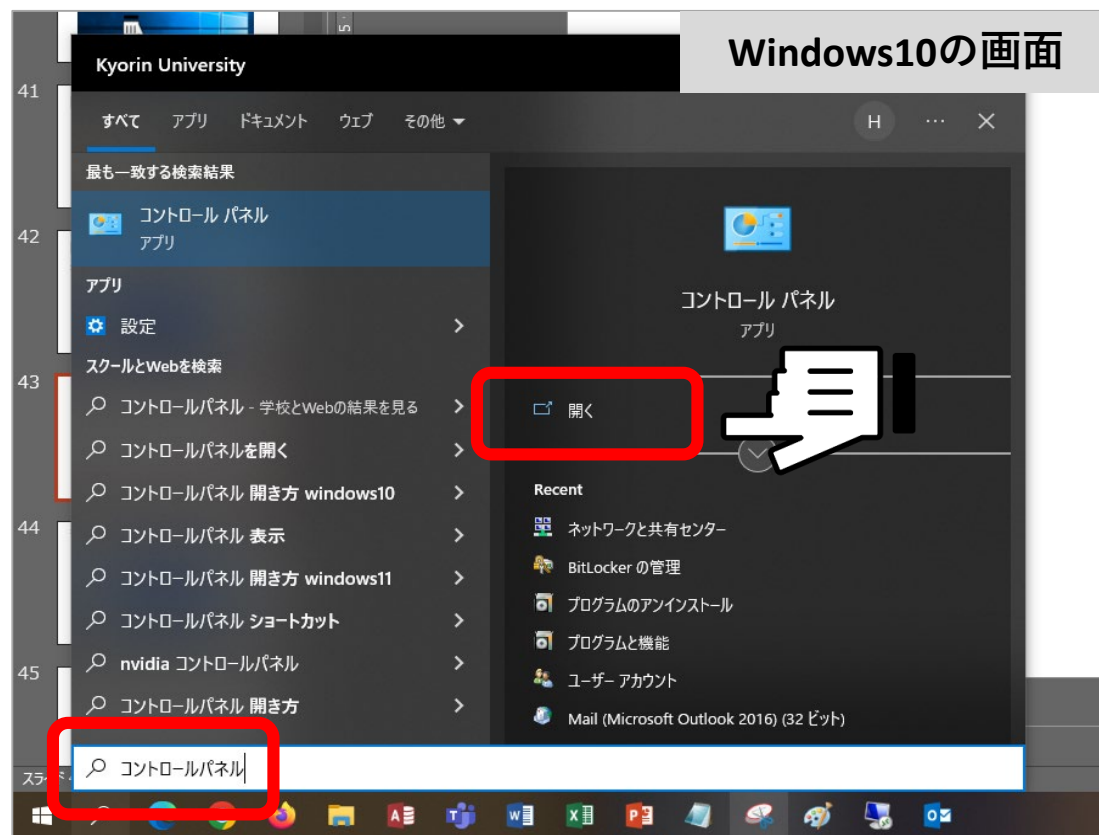 Windows10の画面
Kyorin University
41
すべて アプリ ドキュメント ウェブ その他
H
最も一致する検索結果
コントロール パネル
アプリ
42
アプリ
設定
スクールとWebを検索
43
コントロールパネル - 学校とWebの結果を見る
コントロールパネルを開く
コントロールパネル 開き方 windows10
44
コントロールパネル 表示
コントロールパネル 開き方 windows11
コントロールパネル ショートカット
nvidia コントロールパネル
45
コントロールパネル 開き方
コントロール パネル
アプリ
開く
Recent
ネットワークと共有センター
BitLocker の管理
プログラムのアンインストール
プログラムと機能
ユーザー アカウント
Mail (Microsoft Outlook 2016) (32 ビット)
コントロールパネル
スライド